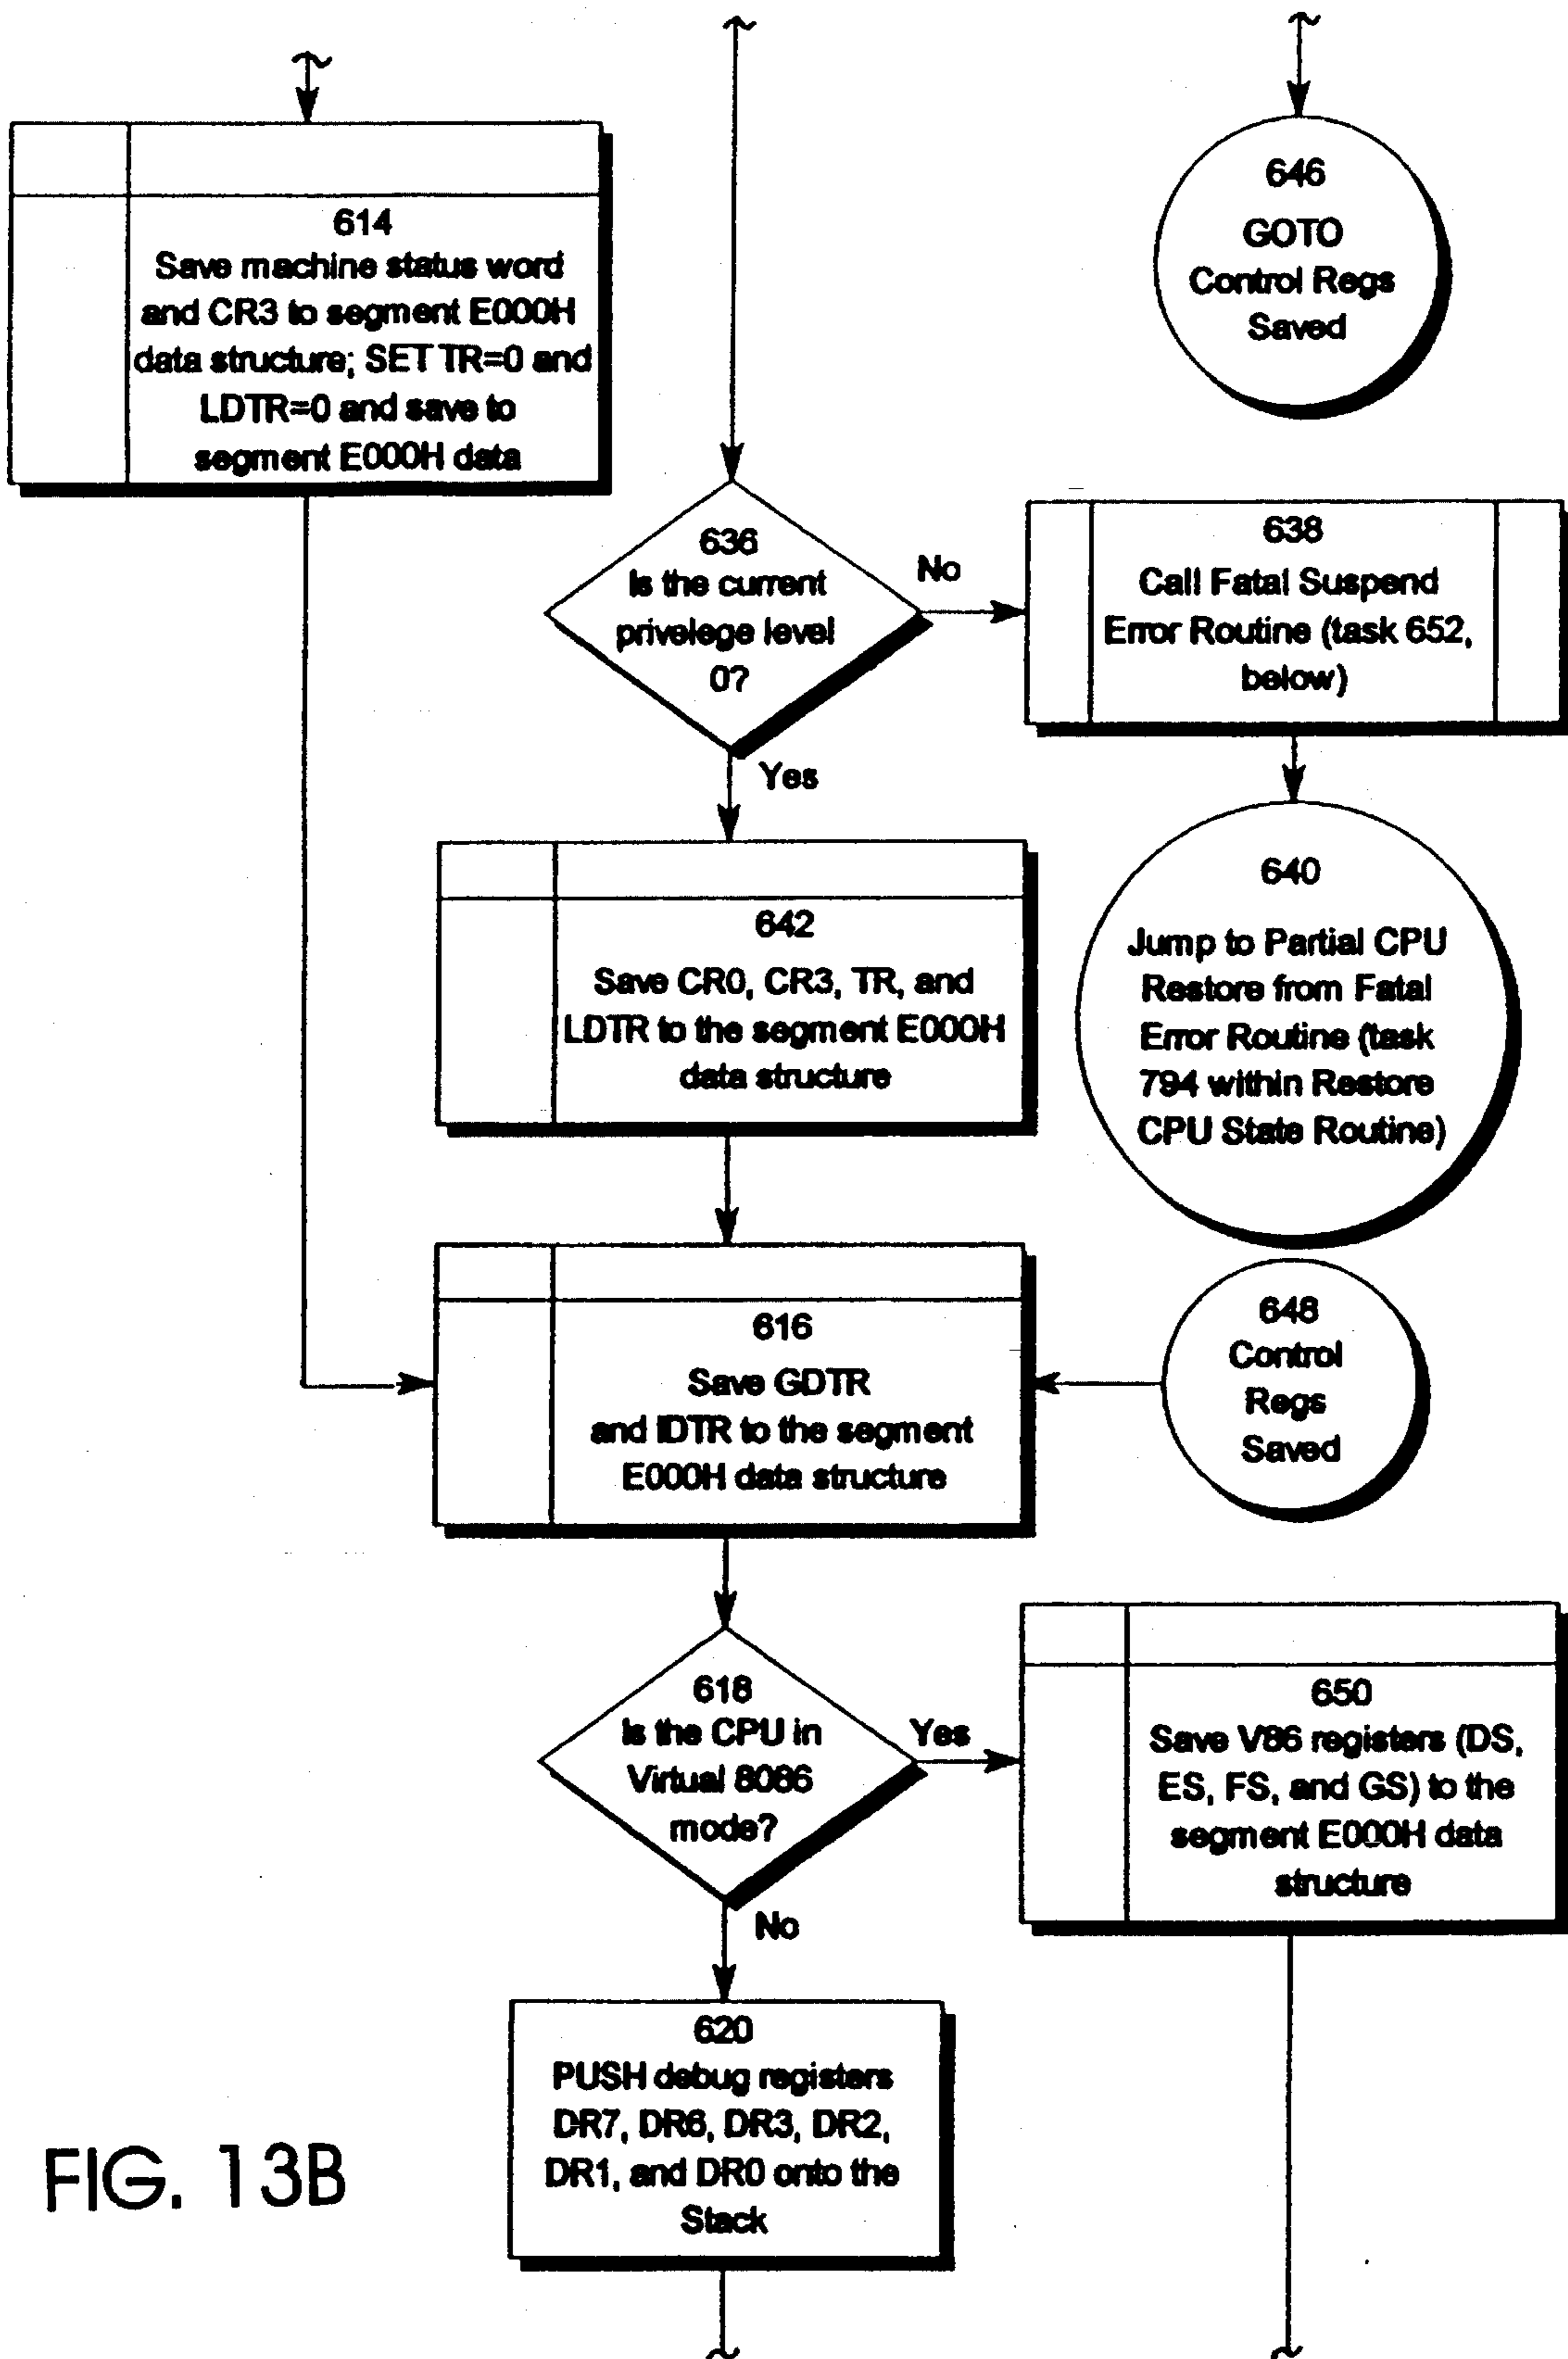 614
Save machine status word
and CR3 to segment E000H
data structure; SET TR=0 and
LDTR=0 and save to
segment E000H data
646
GOTO
Control Regs
Saved
636
Is the current
privelege level
0?
No
Yes
638
Call Fatal Suspend
Error Routine (task 652,
below)
640
Jump to Partial CPU
Restore from Fatal
Error Routine (task
794 within Restore
CPU State Routine)
642
Save CR0, CR3, TR, and
LDTR to the segment E000H
data structure
616
Save GDTR
and IDTR to the segment
E000H data structure
648
Control
Regs
Saved
618
Is the CPU in
Virtual 8086
mode?
Yes
No
650
Save V86 registers (DS,
ES, FS, and GS) to the
segment E000H data
structure
620
PUSH debug registers
DR7, DR6, DR3, DR2,
DR1, and DR0 onto the
Stack
FIG. 13B